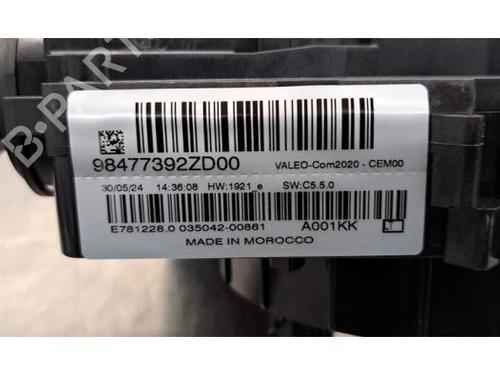 98477392ZD00 VALEO-Com2020 - CEM00
30/05/24 14:36:08 HW:1921_e SW:C5.5.0
E781228.0 035042-00861 A001KK
MADE IN MOROCCO
B-PARTS